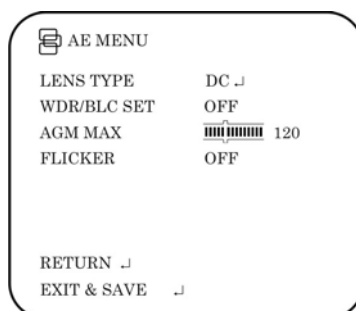 AE MENU
LENS TYPE DC ↵
WDR/BLC SET OFF
AGM MAX 120
FLICKER OFF
RETURN ↵
EXIT & SAVE ↵